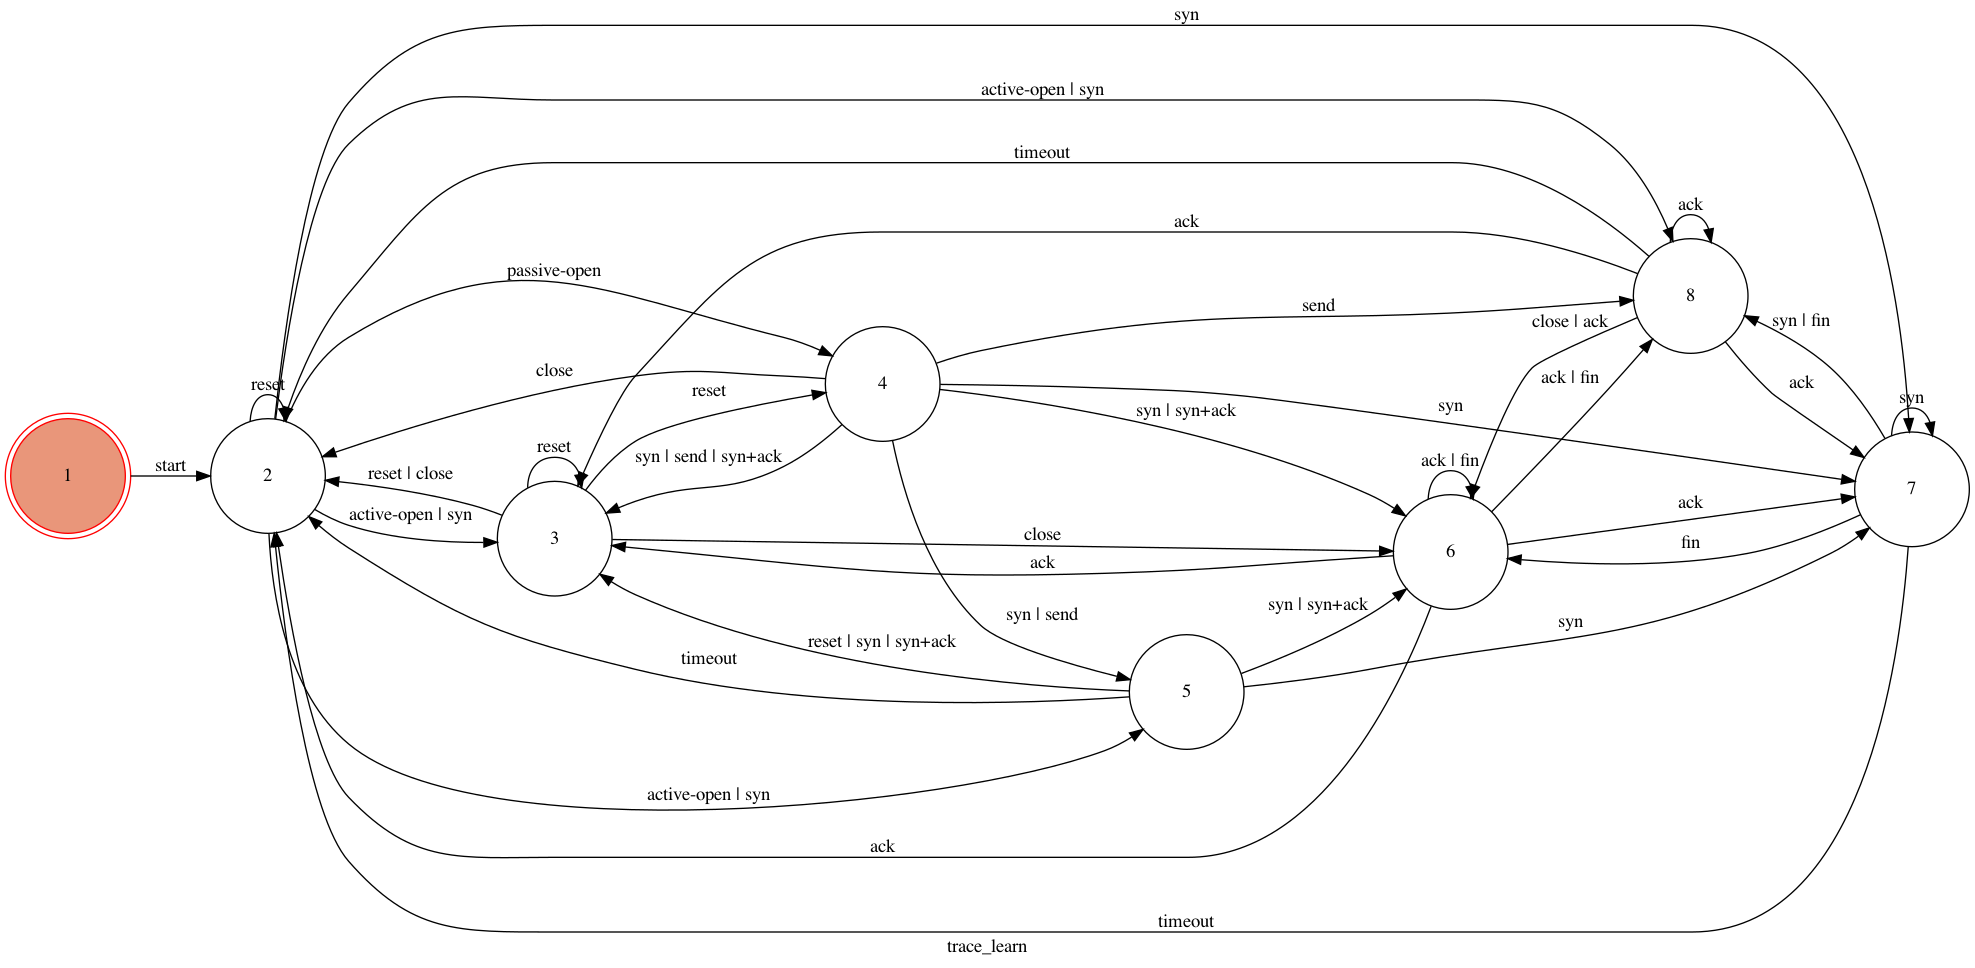 syn
active-open | syn
timeout
ack
ack
passive-open
send
close | ack
syn | fin
8
close
reset
reset
4
ack | fin
ack
syn
syn | syn+ack
syn
reset
syn | send | syn+ack
ack | fin
start
reset | close
1
2
7
active-open | syn
3
close
ack
6
ack
fin
syn | send
syn | syn+ack
syn
reset | syn | syn+ack
timeout
5
active-open | syn
ack
timeout
trace_learn